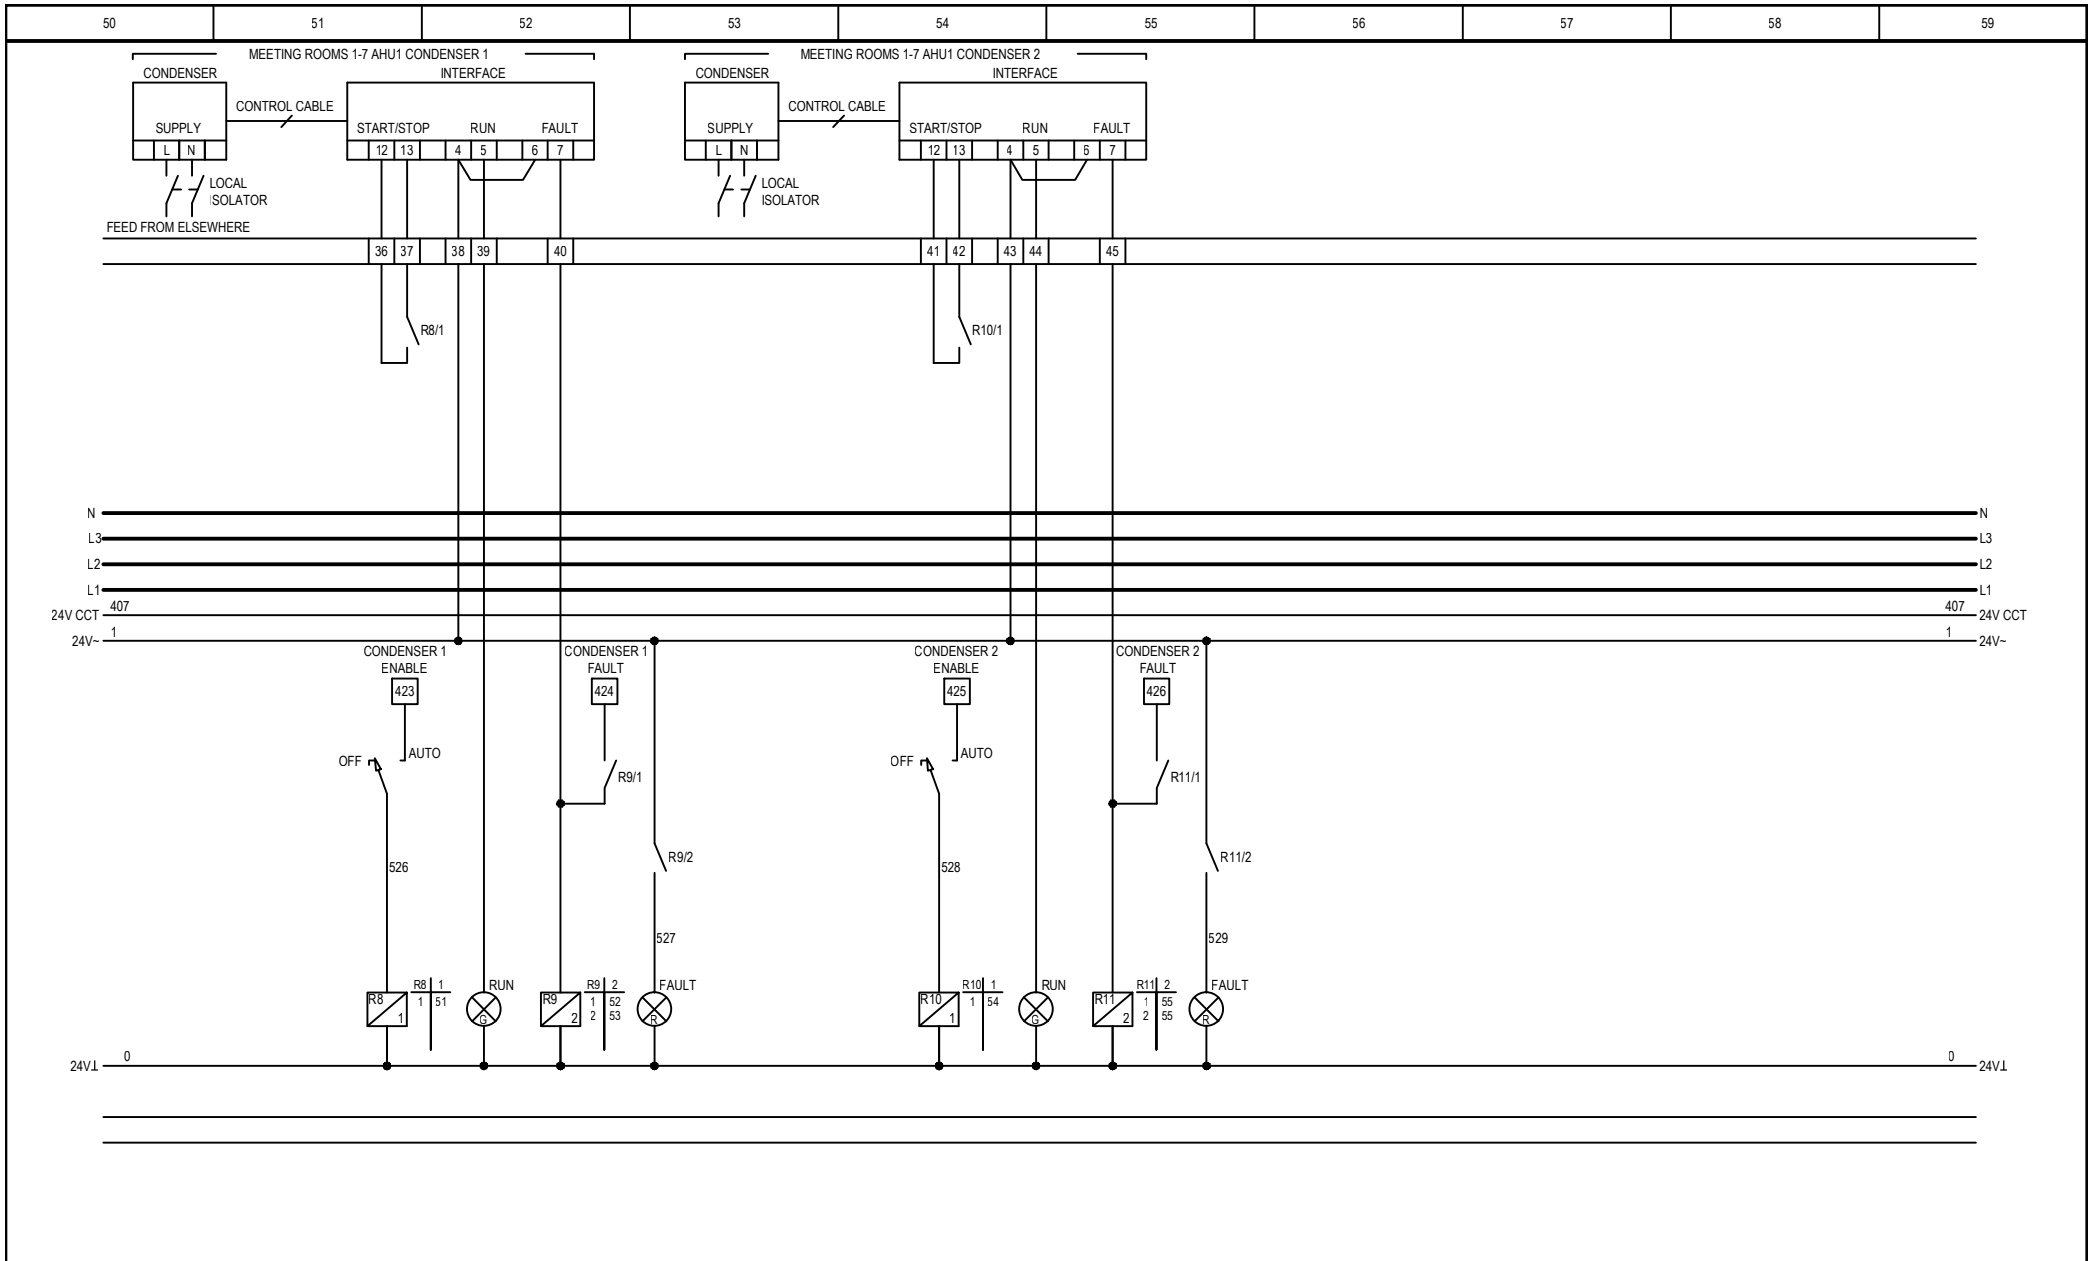 50 51 52 53 54 55 56 57 58 59
MEETING ROOMS 1-7 AHU1 CONDENSER 1 MEETING ROOMS 1-7 AHU1 CONDENSER 2
CONDENSER INTERFACE CONDENSER INTERFACE
CONTROL CABLE CONTROL CABLE
SUPPLY START/STOP RUN FAULT SUPPLY START/STOP RUN FAULT
L N 12 13 4 5 6 7 L N 12 13 4 5 6 7
LOCAL LOCAL
ISOLATOR ISOLATOR
FEED FROM ELSEWHERE
36 37 38 39 40 41 42 43 44 45
R8/1 R10/1
N N
L3 L3
L2 L2
L1 L1
407 407
24V CCT 24V CCT
1 1
24V~ 24V~
CONDENSER 1 CONDENSER 1 CONDENSER 2 CONDENSER 2
ENABLE FAULT ENABLE FAULT
423 424 425 426
OFF AUTO OFF AUTO
R9/1 R11/1
R9/2 R11/2
526 528
527 529
R8 1 RUN R9 2 FAULT R10 1 RUN R11 2 FAULT
R8 1 51 R9 1 52 R10 1 54 R11 1 55
1 G 2 2 53 R 1 G 2 2 55 R
0 0
24V⊥ 24V⊥